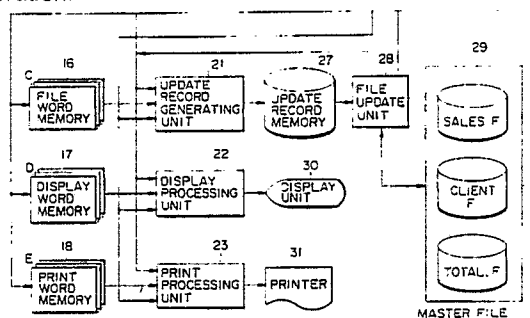 C
16
21
27
28
29
FILE
WORD
MEMORY
UPDATE
RECORD
GENERATING
UNIT
UPDATE
RECORD
MEMORY
FILE
UPDATE
UNIT
SALES F
D
17
22
30
DISPLAY
WORD
MEMORY
DISPLAY
PROCESSING
UNIT
DISPLAY
UNIT
CLIENT
F
E
18
23
31
PRINT
WORD
MEMORY
PRINT
PROCESSING
UNIT
PRINTER
TOTAL. F
MASTER FILE